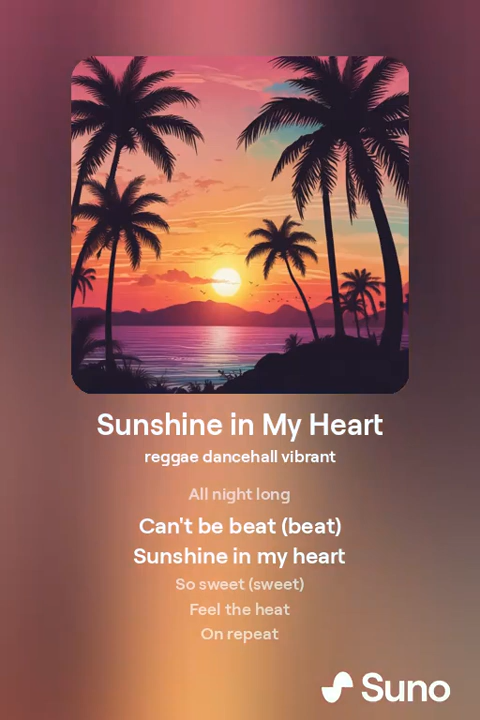 Sunshine in My Heart
reggae dancehall vibrant
All night long
Can't be beat (beat)
Sunshine in my heart
So sweet (sweet)
Feel the heat
On repeat
Suno